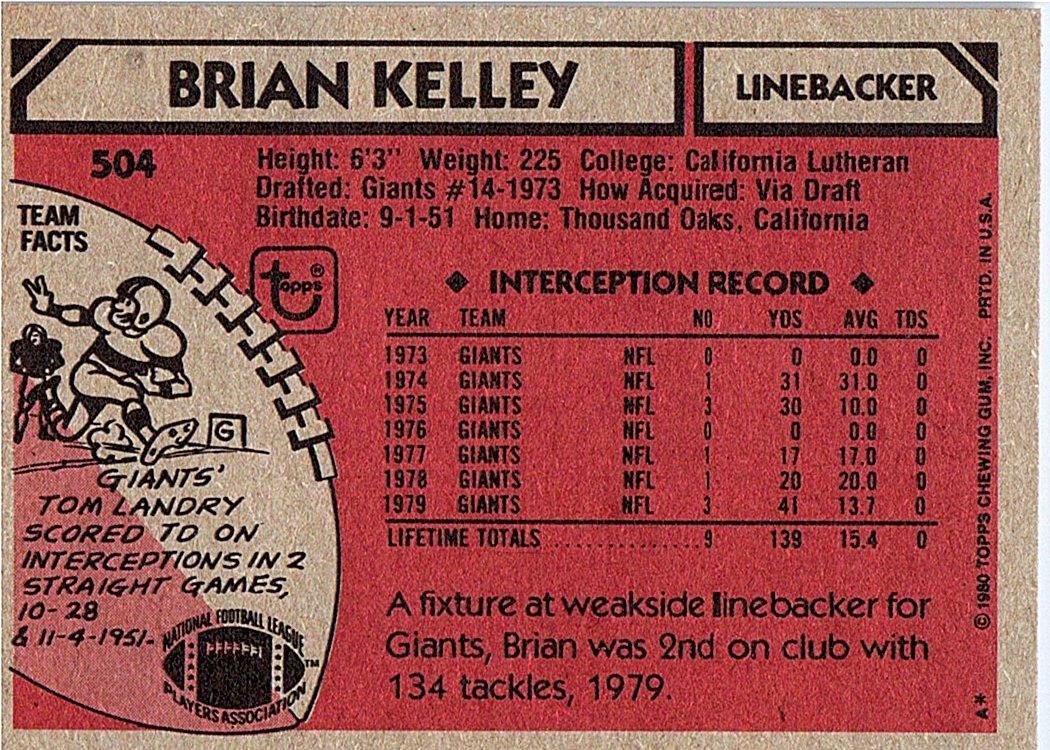 BRIAN KELLEY
LINEBACKER
504
Height: 6'3" Weight: 225 College: California Lutheran
Drafted: Giants #14-1973 How Acquired: Via Draft
Birthdate: 9-1-51 Home: Thousand Oaks, California
TEAM
FACTS
topps®
G
GIANTS'
TOM LANDRY
SCORED TD ON
INTERCEPTIONS IN 2
STRAIGHT GAMES,
10-28
& 11-4-1951-
NATIONAL FOOTBALL LEAGUE
PLAYERS ASSOCIATION
TM
◆ INTERCEPTION RECORD ◆
YEAR TEAM NO YDS AVG TDS
1973 GIANTS NFL 0 0 0.0 0
1974 GIANTS NFL 1 31 31.0 0
1975 GIANTS NFL 3 30 10.0 0
1976 GIANTS NFL 0 0 0.0 0
1977 GIANTS NFL 1 17 17.0 0
1978 GIANTS NFL 1 20 20.0 0
1979 GIANTS NFL 3 41 13.7 0
LIFETIME TOTALS..................9 139 15.4 0
A fixture at weakside linebacker for
Giants, Brian was 2nd on club with
134 tackles, 1979.
A* © 1980 TOPPS CHEWING GUM, INC. PRTD. IN U.S.A.